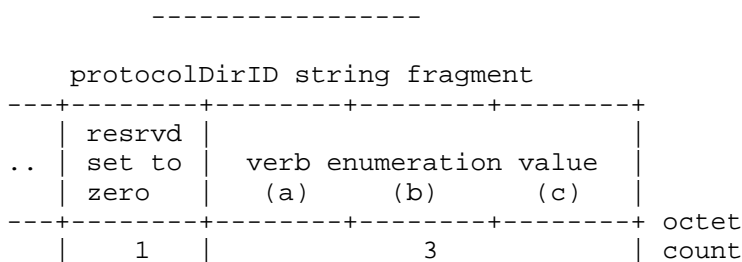 -----------------
protocolDirID string fragment
---+--------+--------+--------+--------+
   | resrvd |                          |
.. | set to |  verb enumeration value  |
   | zero   |   (a)     (b)      (c)   |
---+--------+--------+--------+--------+ octet
   |   1    |            3             | count